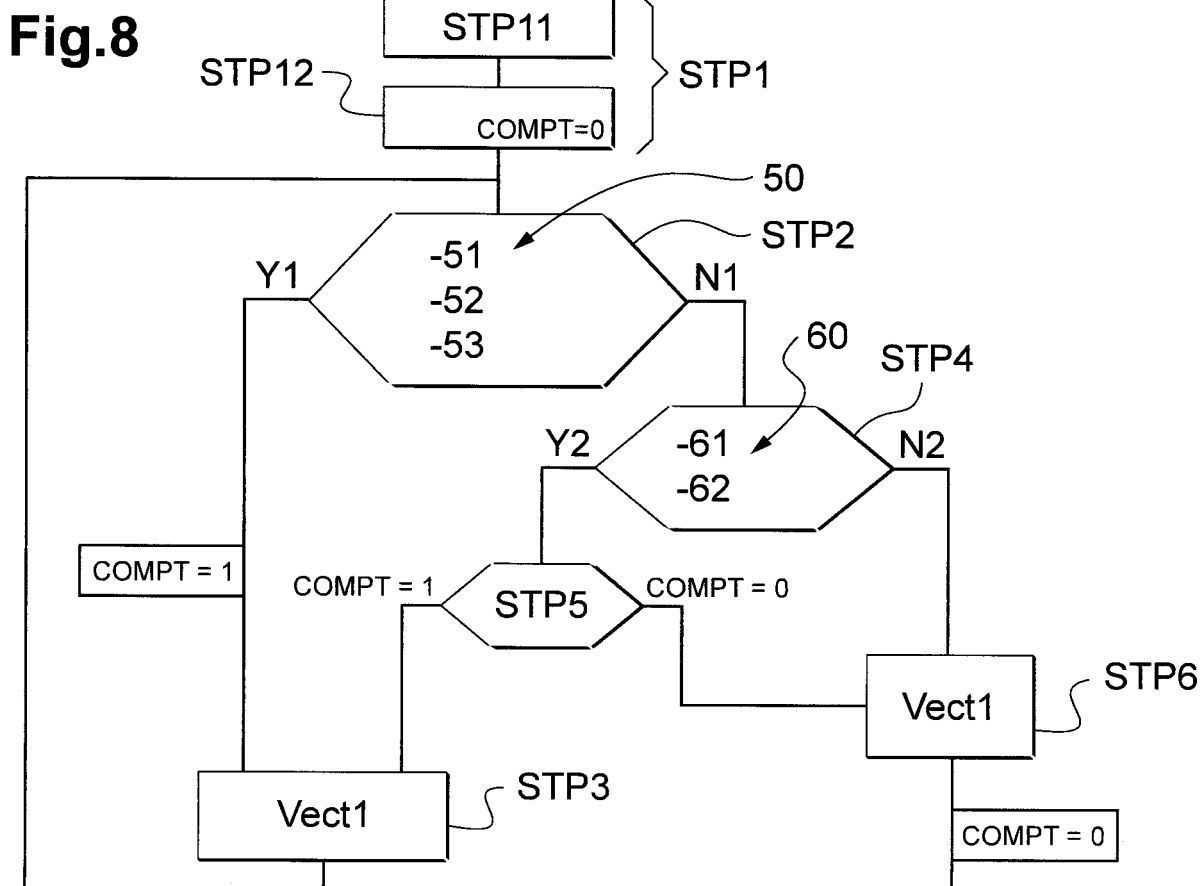 Fig.8
STP11
STP12
STP1
COMPT=0
50
STP2
Y1
-51
-52
-53
N1
60
STP4
Y2
-61
-62
N2
COMPT = 1
COMPT = 1
STP5
COMPT = 0
Vect1
STP6
Vect1
STP3
COMPT = 0